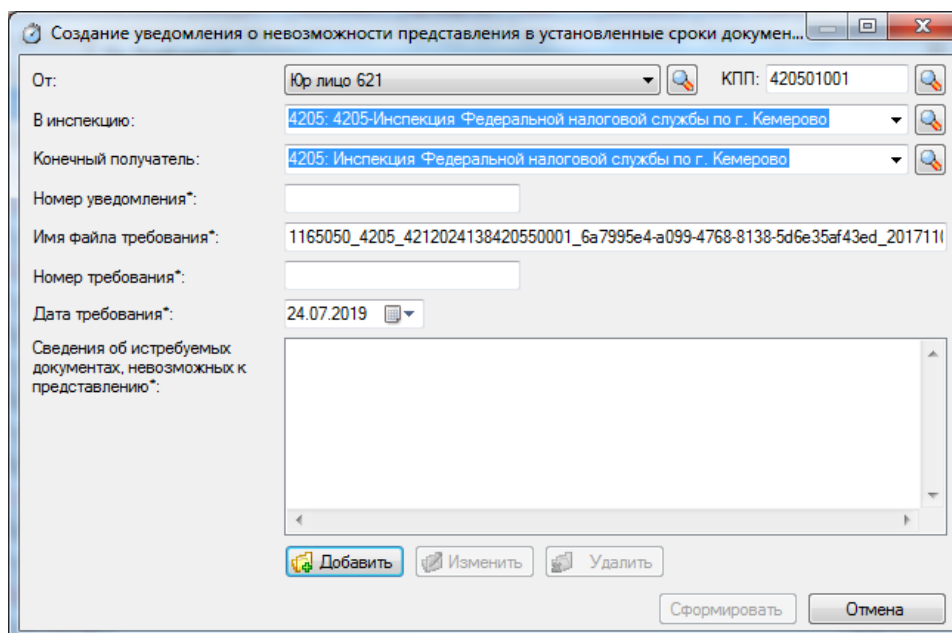 Создание уведомления о невозможности представления в установленные сроки докумен...
От: Юр лицо 621 КПП: 420501001
В инспекцию: 4205: 4205-Инспекция Федеральной налоговой службы по г. Кемерово
Конечный получатель: 4205: Инспекция Федеральной налоговой службы по г. Кемерово
Номер уведомления*:
Имя файла требования*: 1165050_4205_4212024138420550001_6a7995e4-a099-4768-8138-5d6e35af43ed_2017110
Номер требования*:
Дата требования*: 24.07.2019
Сведения об истребуемых
документах, невозможных к
представлению*:
Добавить Изменить Удалить
Сформировать Отмена